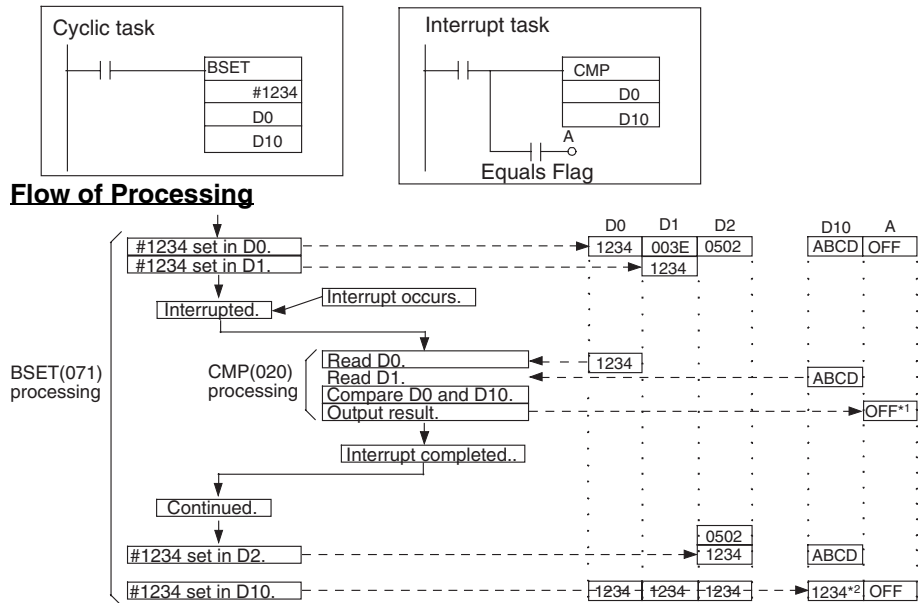 Cyclic task
BSET
#1234
D0
D10
Interrupt task
CMP
D0
D10
A
Equals Flag
Flow of Processing
D0 D1 D2 D10 A
#1234 set in D0. 1234 003E 0502 ABCD OFF
#1234 set in D1. 1234
Interrupted. Interrupt occurs.
BSET(071)
processing
CMP(020)
processing
Read D0. 1234
Read D1. ABCD
Compare D0 and D10.
Output result. OFF*1
Interrupt completed..
Continued.
0502
#1234 set in D2. 1234 ABCD
#1234 set in D10. 1234 1234 1234 1234*2 OFF